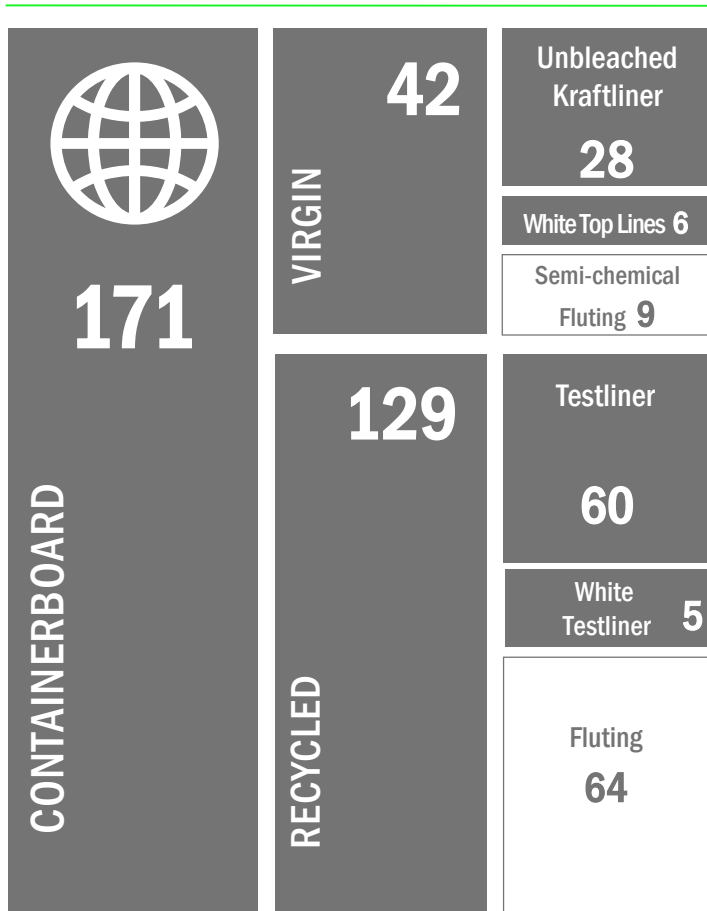 171
CONTAINERBOARD
42
VIRGIN
129
RECYCLED
Unbleached
Kraftliner
28
White Top Lines 6
Semi-chemical
Fluting 9
Testliner
60
White
Testliner 5
Fluting
64